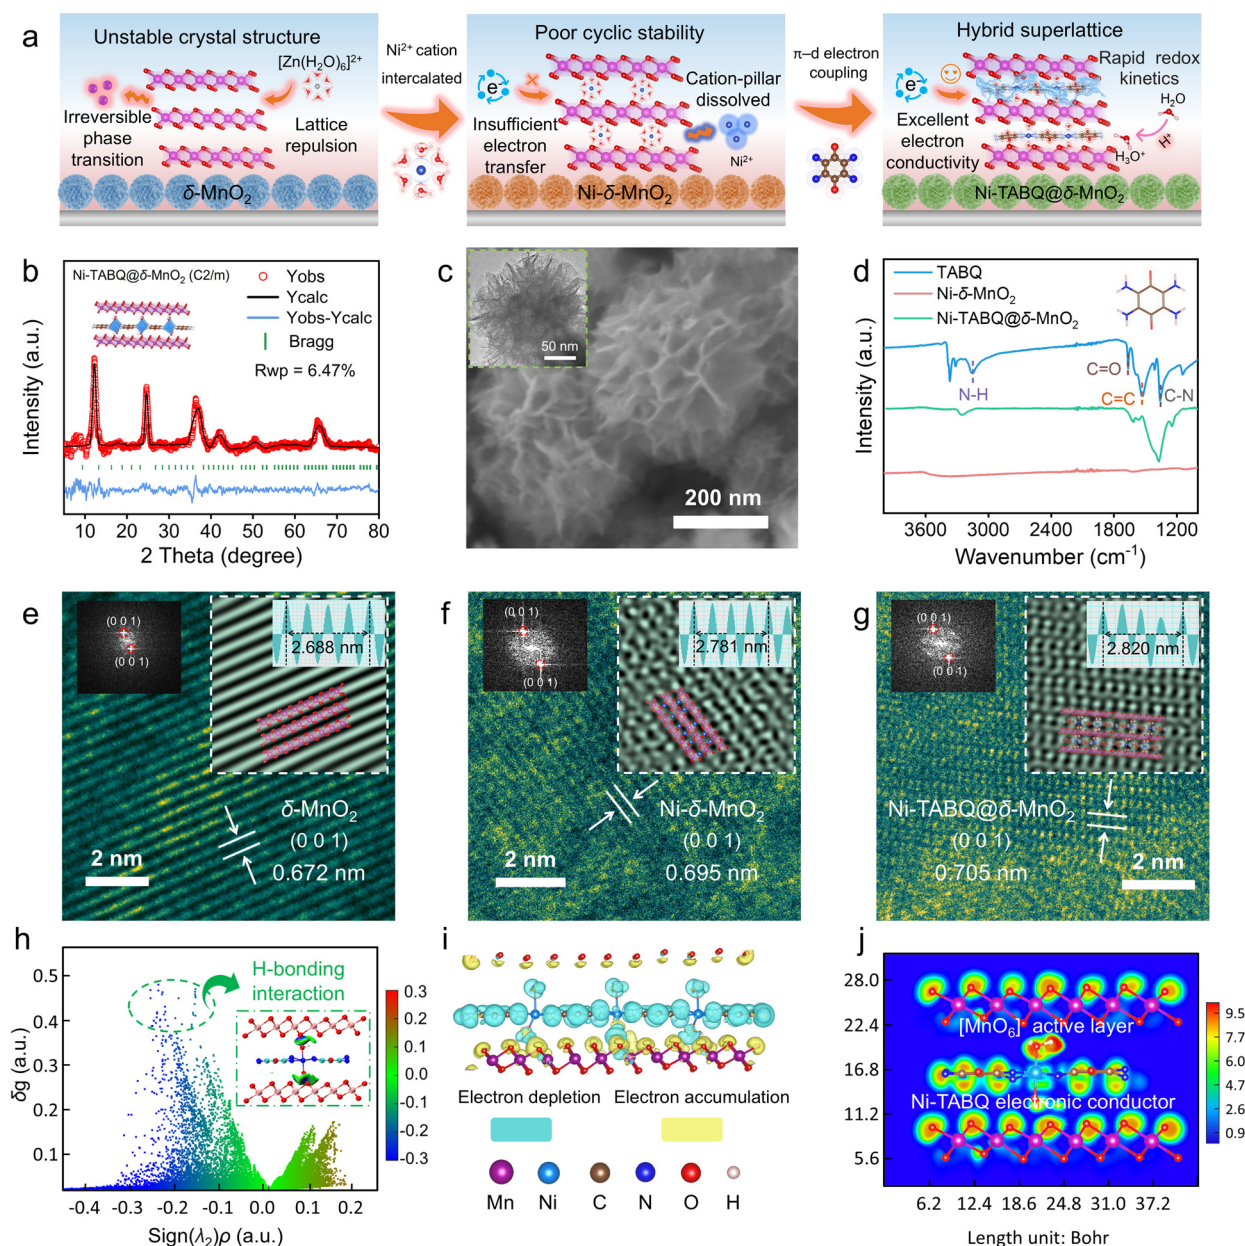 a
Unstable crystal structure
[Zn(H₂O)₆]²⁺
Irreversible
phase
transition
Lattice
repulsion
δ-MnO₂
Ni²⁺ cation
intercalated
Poor cyclic stability
e⁻
Insufficient
electron
transfer
Cation-pillar
dissolved
Ni²⁺
Ni-δ-MnO₂
π–d electron
coupling
Hybrid superlattice
e⁻
Rapid redox
kinetics
H₂O
H⁺
H₃O⁺
Excellent
electron
conductivity
Ni-TABQ@δ-MnO₂
b
Ni-TABQ@δ-MnO₂ (C2/m)
Yobs
Ycalc
Yobs-Ycalc
Bragg
Rwp = 6.47%
Intensity (a.u.)
10 20 30 40 50 60 70 80
2 Theta (degree)
c
50 nm
200 nm
d
TABQ
Ni-δ-MnO₂
Ni-TABQ@δ-MnO₂
N-H
C=O
C=C
C-N
Intensity (a.u.)
3600 3000 2400 1800 1200
Wavenumber (cm⁻¹)
e
(0 0 1)
(0 0 1)
2.688 nm
δ-MnO₂
(0 0 1)
0.672 nm
2 nm
f
(0 0 1)
(0 0 1)
2.781 nm
Ni-δ-MnO₂
(0 0 1)
0.695 nm
2 nm
g
(0 0 1)
(0 0 1)
2.820 nm
Ni-TABQ@δ-MnO₂
(0 0 1)
0.705 nm
2 nm
h
H-bonding
interaction
0.5
0.4
0.3
0.2
0.1
δg (a.u.)
0.3
0.2
0.1
0.0
-0.1
-0.2
-0.3
-0.4 -0.3 -0.2 -0.1 0.0 0.1 0.2
Sign(λ₂)ρ (a.u.)
i
Electron depletion
Electron accumulation
Mn Ni C N O H
j
28.0
22.4
16.8
11.2
5.6
[MnO₆] active layer
Ni-TABQ electronic conductor
9.5
7.8
6.0
4.3
2.6
0.9
6.2 12.4 18.6 24.8 31.0 37.2
Length unit: Bohr